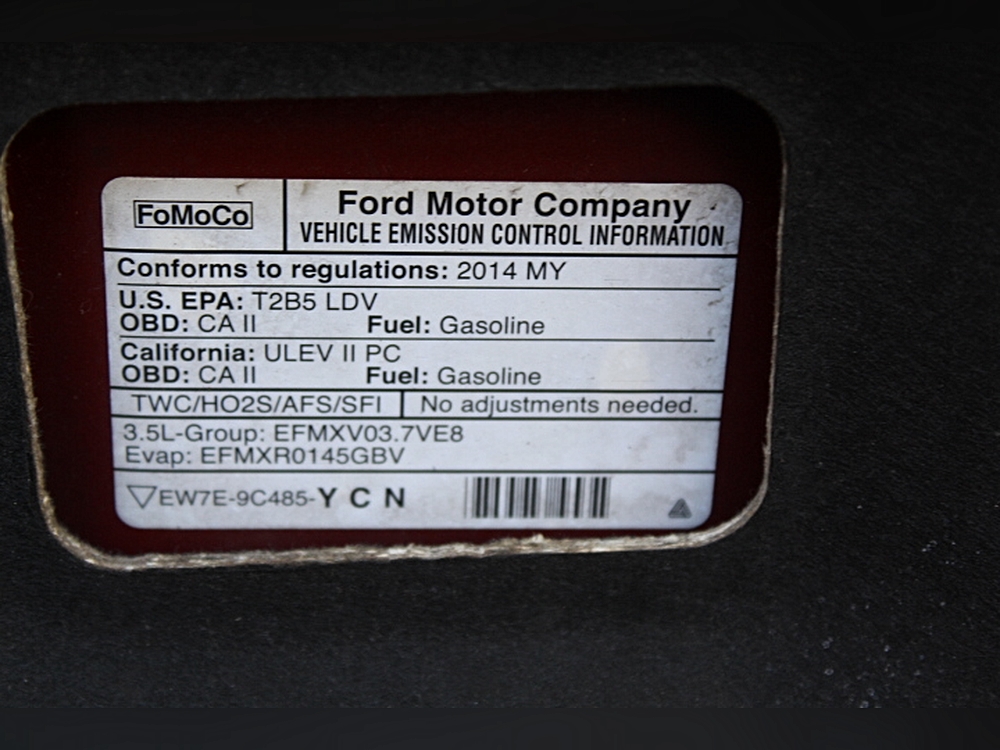 FoMoCo
Ford Motor Company
VEHICLE EMISSION CONTROL INFORMATION
Conforms to regulations: 2014 MY
U.S. EPA: T2B5 LDV
OBD: CA II Fuel: Gasoline
California: ULEV II PC
OBD: CA II Fuel: Gasoline
TWC/HO2S/AFS/SFI No adjustments needed.
3.5L-Group: EFMXV03.7VE8
Evap: EFMXR0145GBV
EW7E-9C485-Y C N